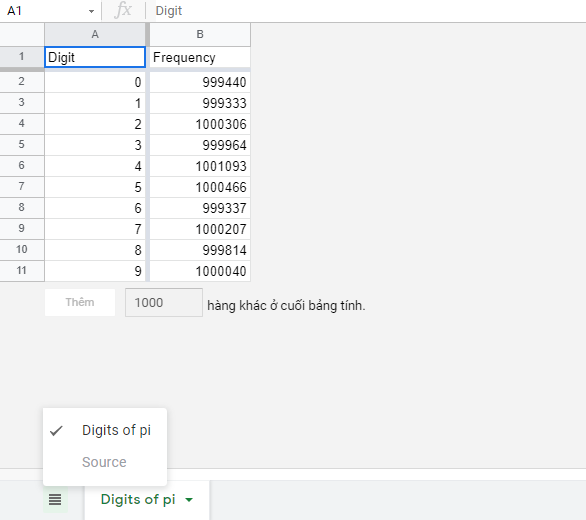 A1 fx Digit
A B
1 Digit Frequency
2 0 999440
3 1 999333
4 2 1000306
5 3 999964
6 4 1001093
7 5 1000466
8 6 999337
9 7 1000207
10 8 999814
11 9 1000040
Thêm 1000 hàng khác ở cuối bảng tính.
Digits of pi
Source
Digits of pi